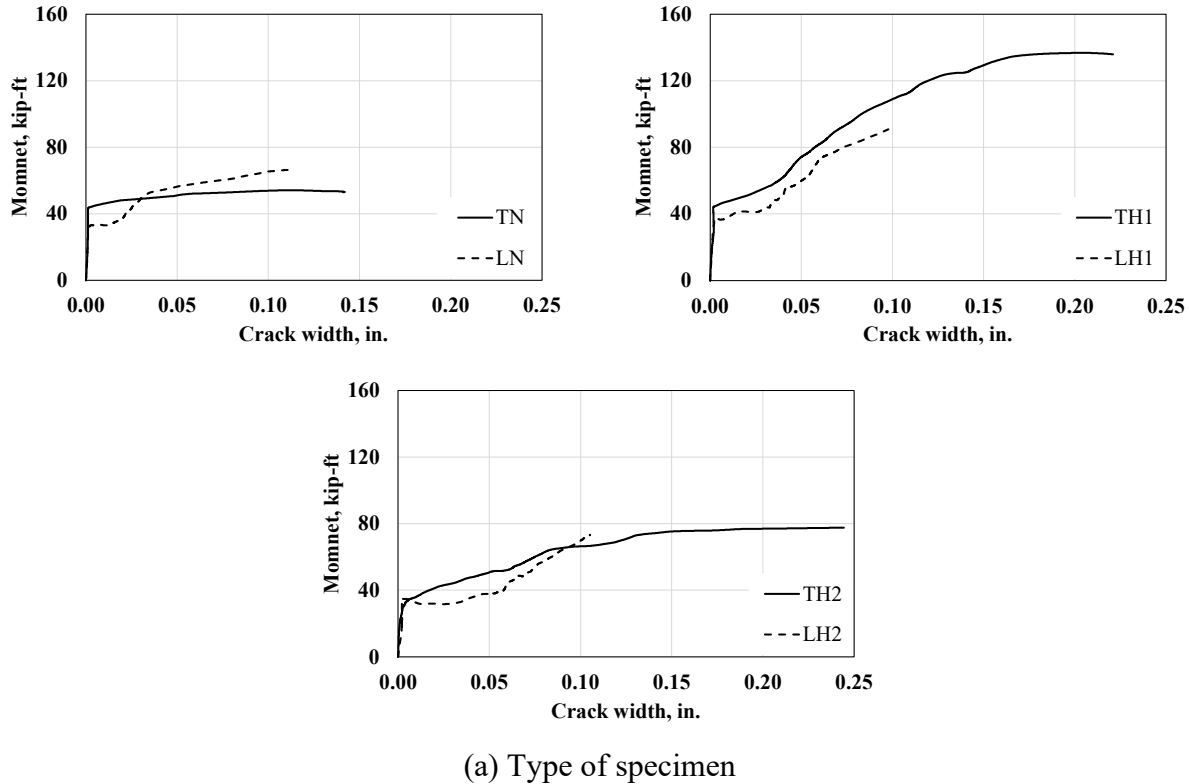 160
120
80
40
0
Momnet, kip-ft
0.00 0.05 0.10 0.15 0.20 0.25
Crack width, in.
TN
LN
160
120
80
40
0
Momnet, kip-ft
0.00 0.05 0.10 0.15 0.20 0.25
Crack width, in.
TH1
LH1
160
120
80
40
0
Momnet, kip-ft
0.00 0.05 0.10 0.15 0.20 0.25
Crack width, in.
TH2
LH2
(a) Type of specimen